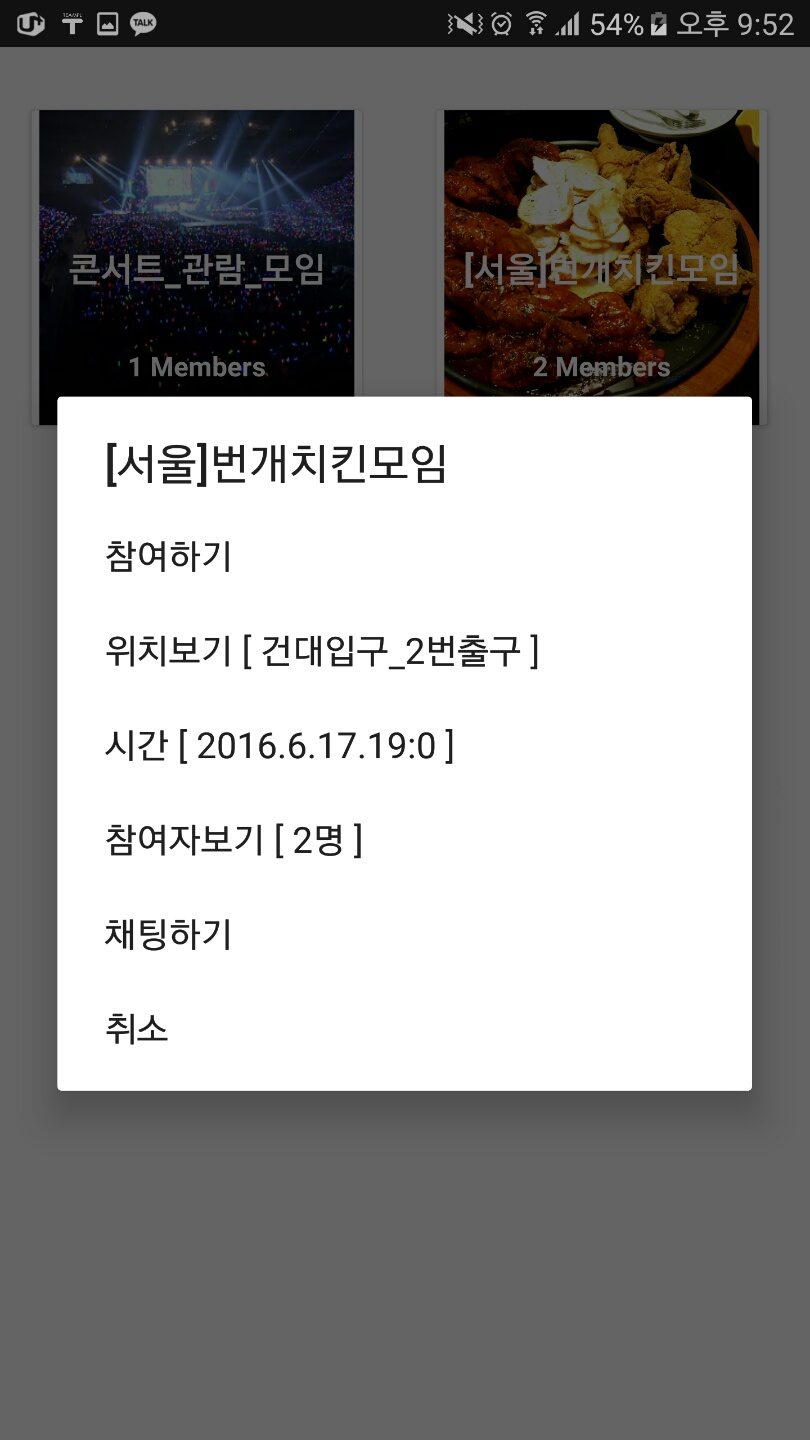 TALK
54%
오후 9:52
콘서트_관람_모임
1 Members
[서울]번개치킨모임
2 Members
[서울]번개치킨모임
참여하기
위치보기 [ 건대입구_2번출구 ]
시간 [ 2016.6.17.19:0 ]
참여자보기 [ 2명 ]
채팅하기
취소